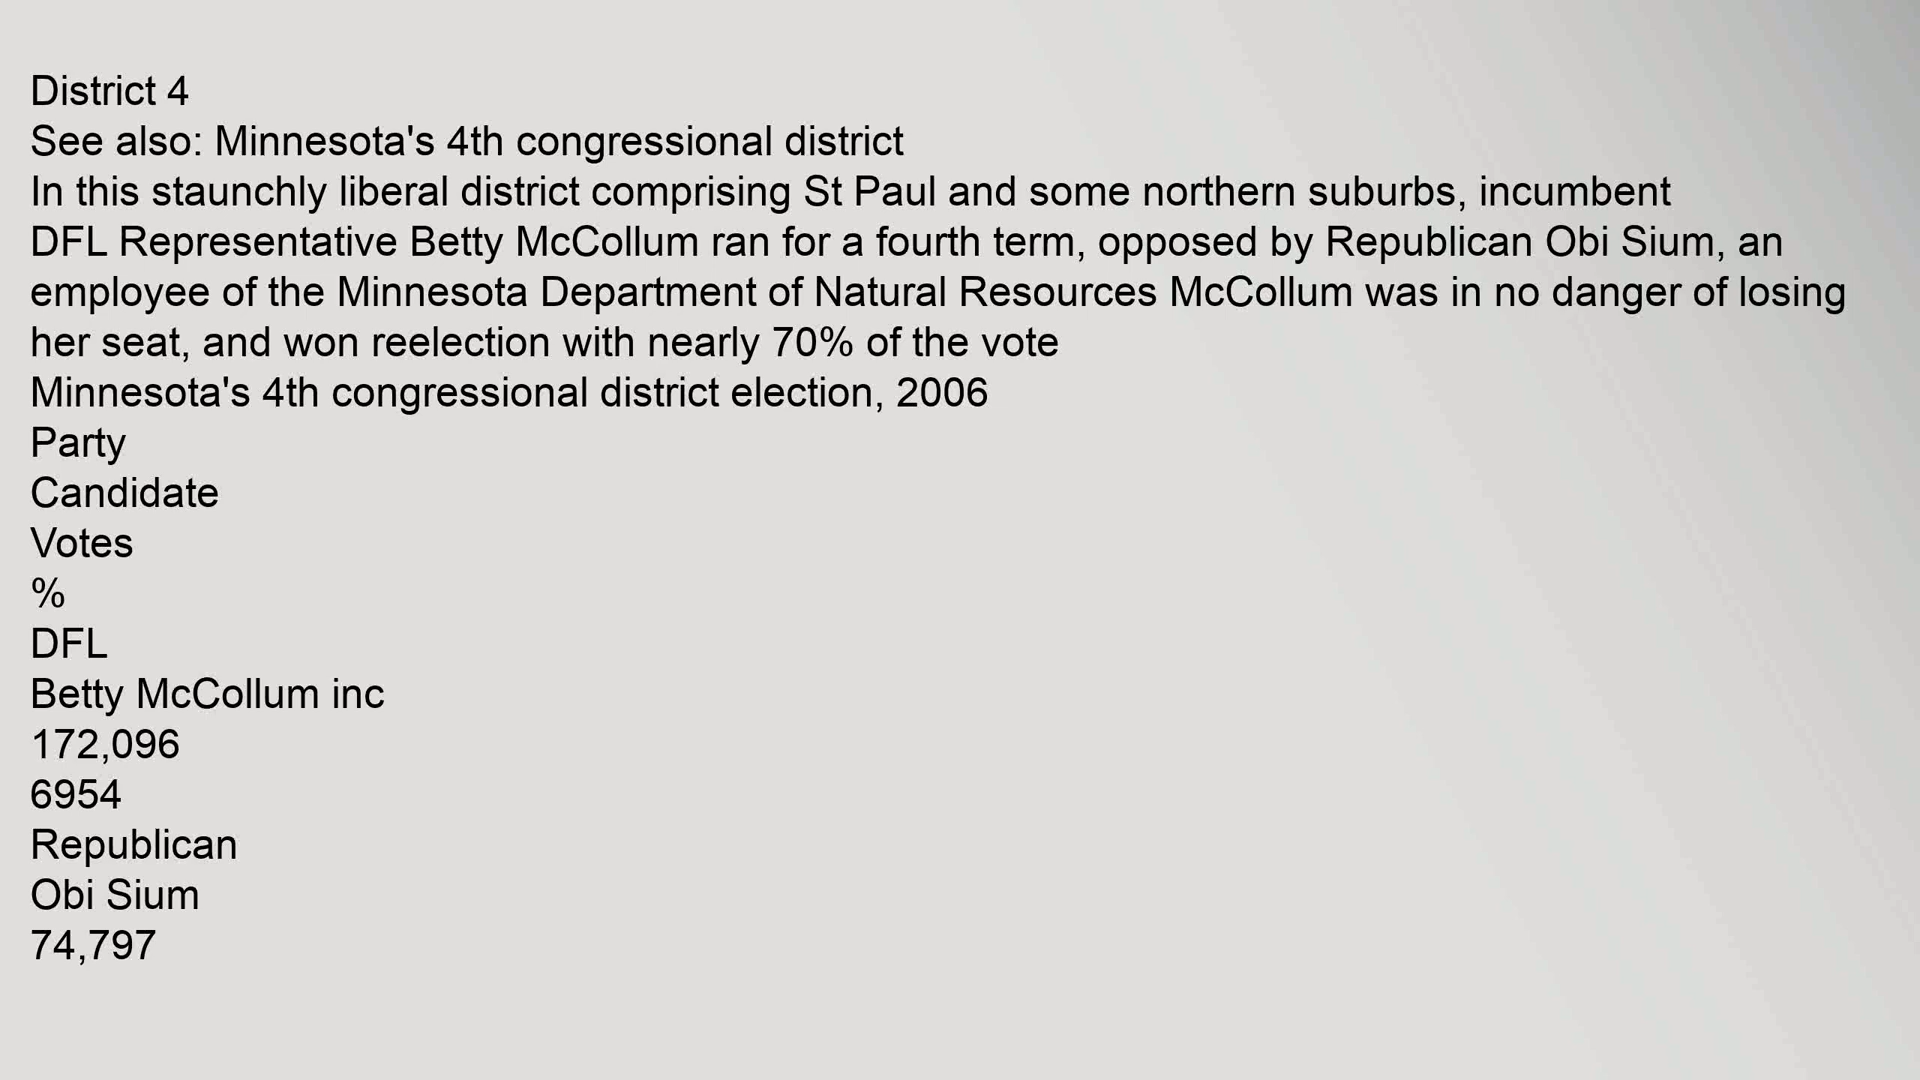 District 4
See also: Minnesota's 4th congressional district
In this staunchly liberal district comprising St Paul and some northern suburbs, incumbent
DFL Representative Betty McCollum ran for a fourth term, opposed by Republican Obi Sium, an
employee of the Minnesota Department of Natural Resources McCollum was in no danger of losing
her seat, and won reelection with nearly 70% of the vote
Minnesota's 4th congressional district election, 2006
Party
Candidate
Votes
%
DFL
Betty McCollum inc
172,096
6954
Republican
Obi Sium
74,797